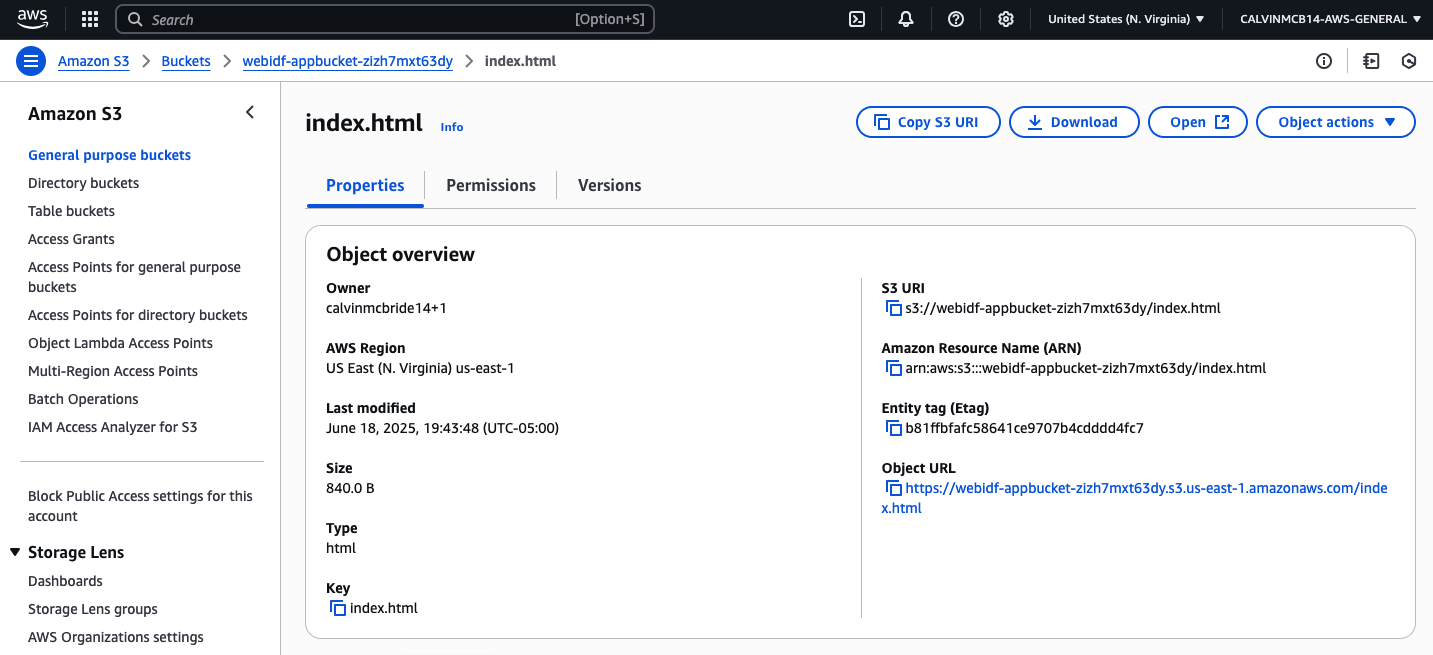 aws
Search [Option+S]
United States (N. Virginia) CALVINMCB14-AWS-GENERAL
Amazon S3 Buckets webidf-appbucket-zizh7mxt63dy index.html
Amazon S3
General purpose buckets
Directory buckets
Table buckets
Access Grants
Access Points for general purpose
buckets
Access Points for directory buckets
Object Lambda Access Points
Multi-Region Access Points
Batch Operations
IAM Access Analyzer for S3
Block Public Access settings for this
account
Storage Lens
Dashboards
Storage Lens groups
AWS Organizations settings
index.html Info
Copy S3 URI Download Open Object actions
Properties Permissions Versions
Object overview
Owner
calvinmcbride14+1
AWS Region
US East (N. Virginia) us-east-1
Last modified
June 18, 2025, 19:43:48 (UTC-05:00)
Size
840.0 B
Type
html
Key
index.html
S3 URI
s3://webidf-appbucket-zizh7mxt63dy/index.html
Amazon Resource Name (ARN)
arn:aws:s3:::webidf-appbucket-zizh7mxt63dy/index.html
Entity tag (Etag)
b81ffbfafc58641ce9707b4cdddd4fc7
Object URL
https://webidf-appbucket-zizh7mxt63dy.s3.us-east-1.amazonaws.com/inde
x.html